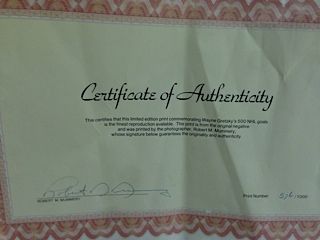 Certificate of Authenticity
This certifies that this limited edition print commemorating Wayne Gretzky's 500 NHL goals
is the finest reproduction available. This print is from the original negative
and was printed by the photographer, Robert M. Mummery,
whose signature below guarantees the originality and authenticity.
ROBERT M. MUMMERY
Print Number 576/1000